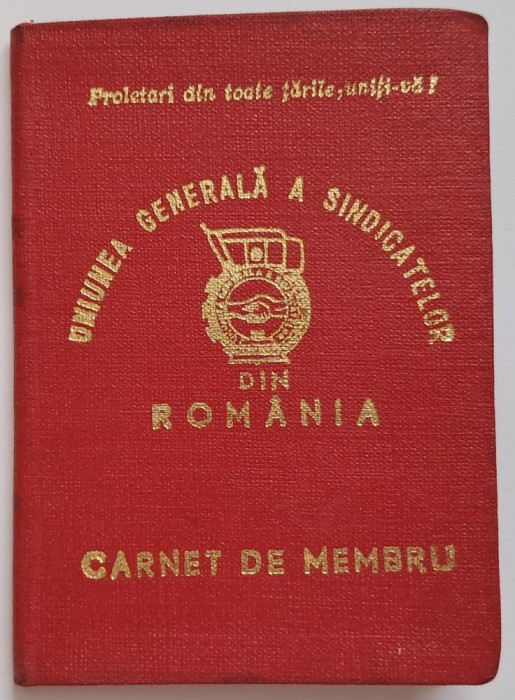 Proletari din toate țările, uniți-vă!
UNIUNEA GENERALĂ A SINDICATELOR
DIN
ROMÂNIA
CARNET DE MEMBRU